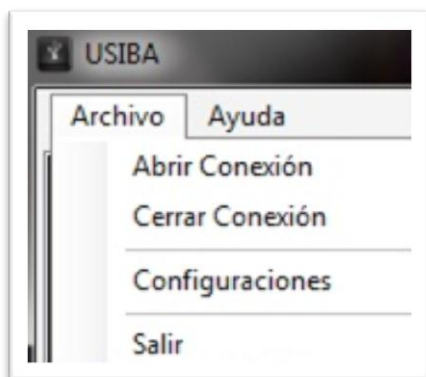 USIBA
Archivo Ayuda
Abrir Conexión
Cerrar Conexión
Configuraciones
Salir